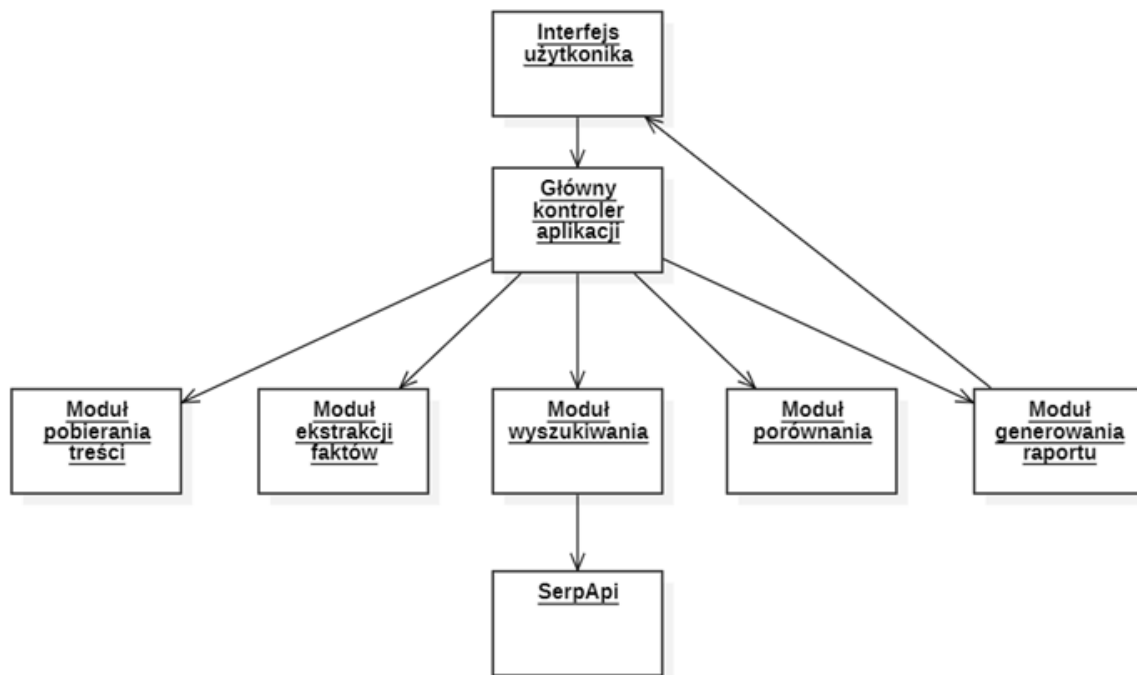 Interfejs
użytkonika
Główny
kontroler
aplikacji
Moduł
pobierania
treści
Moduł
ekstrakcji
faktów
Moduł
wyszukiwania
Moduł
porównania
Moduł
generowania
raportu
SerpApi